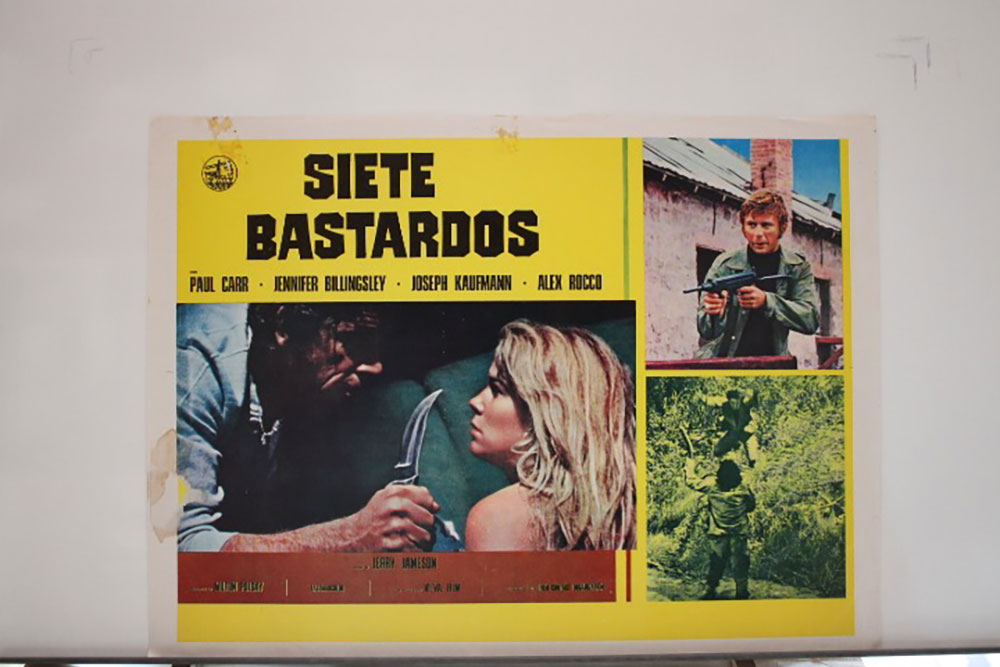 SIETE
BASTARDOS
PAUL CARR · JENNIFER BILLINGSLEY · JOSEPH KAUFMANN · ALEX ROCCO
JERRY JAMESON